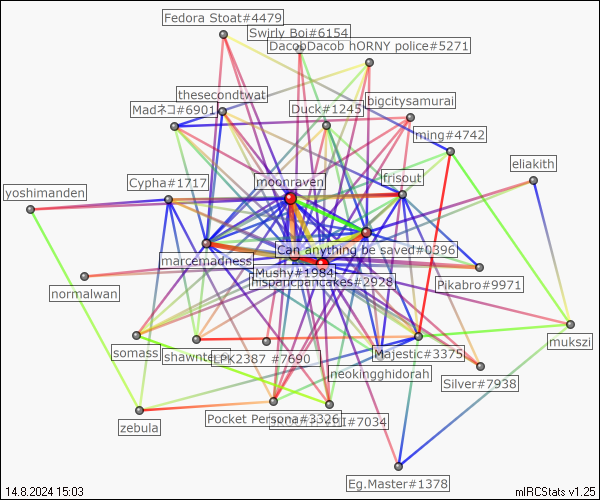 Fedora Stoat#4479
Swirly Boi#6154
DacobDacob hORNY police#5271
thesecondtwat
Madネコ#6901
Duck#1245
bigcitysamurai
ming#4742
eliakith
yoshimanden
Cypha#1717
moonraven
lfrisout
Can anything be saved#0396
marcemadness
Mushy#1984
hispanicpancakes#2928
normalwan
Pikabro#9971
somass
shawnter
LPK2387 #7690
Majestic#3375
mukszi
neokingghidorah
Silver#7938
zebula
Pocket Persona#3326
#7034
Eg.Master#1378
14.8.2024 15:03
mIRCStats v1.25